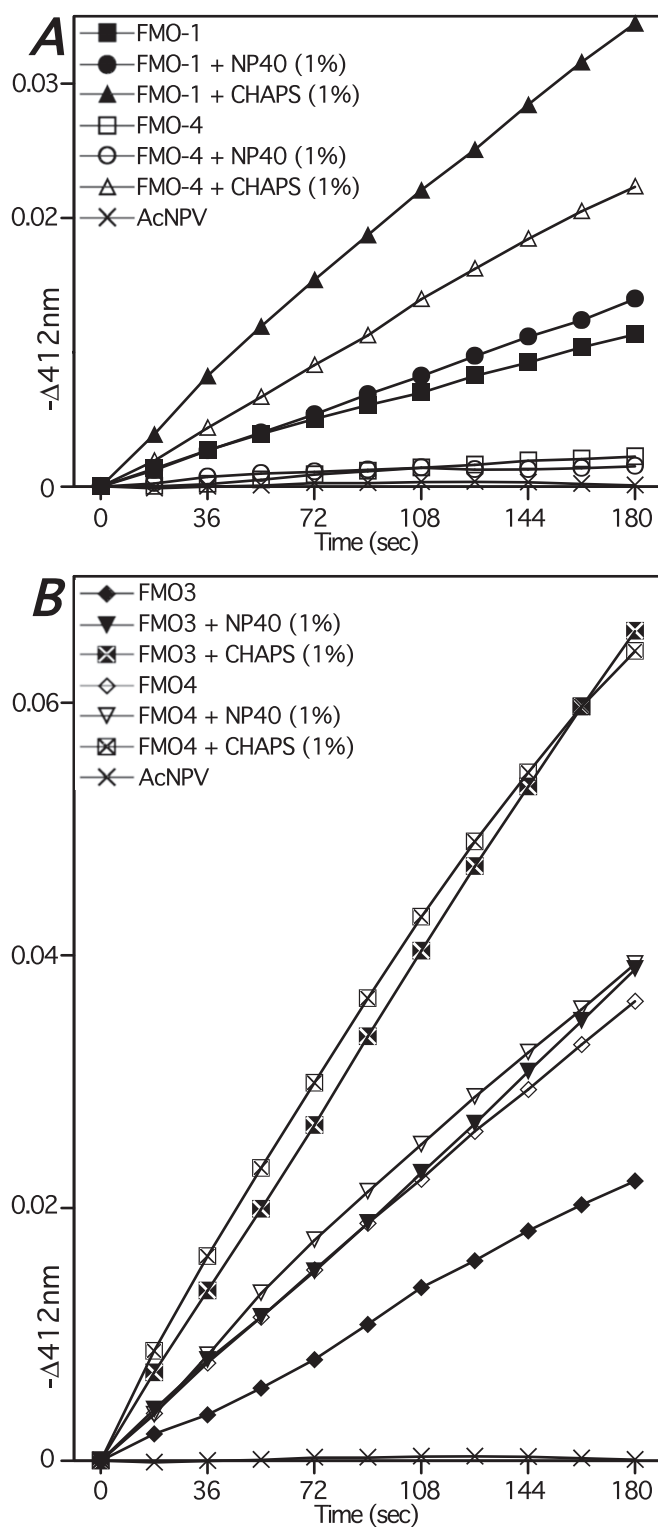 A
FMO-1
FMO-1 + NP40 (1%)
FMO-1 + CHAPS (1%)
FMO-4
FMO-4 + NP40 (1%)
FMO-4 + CHAPS (1%)
AcNPV
0.03
0.02
0
-Δ412nm
0 36 72 108 144 180
Time (sec)
B
FMO3
FMO3 + NP40 (1%)
FMO3 + CHAPS (1%)
FMO4
FMO4 + NP40 (1%)
FMO4 + CHAPS (1%)
AcNPV
0.06
0.04
0.02
0
-Δ412nm
0 36 72 108 144 180
Time (sec)